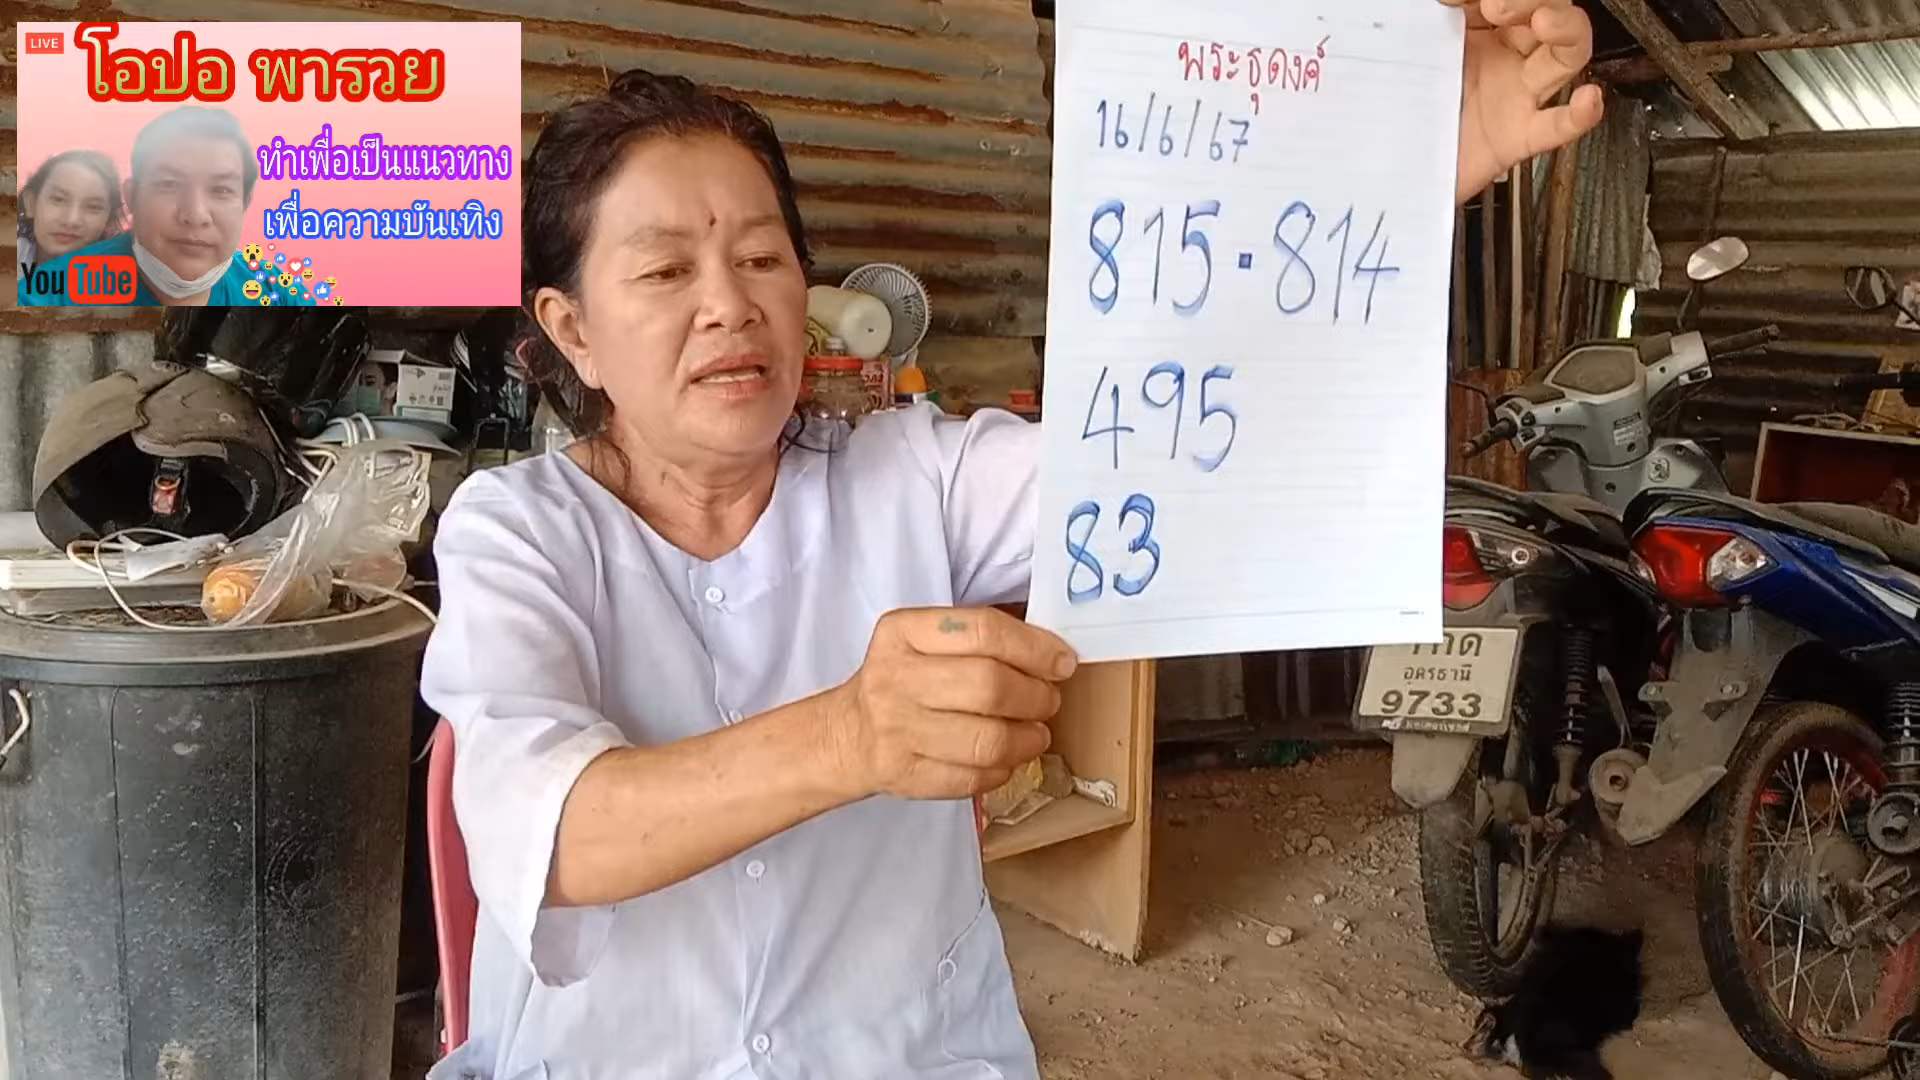 LIVE
โอปอ พารวย
ทำเพื่อเป็นแนวทาง
เพื่อความบันเทิง
YouTube
พระธุดงค์
16/6/67
815.814
495
83
อุดรธานี
9733